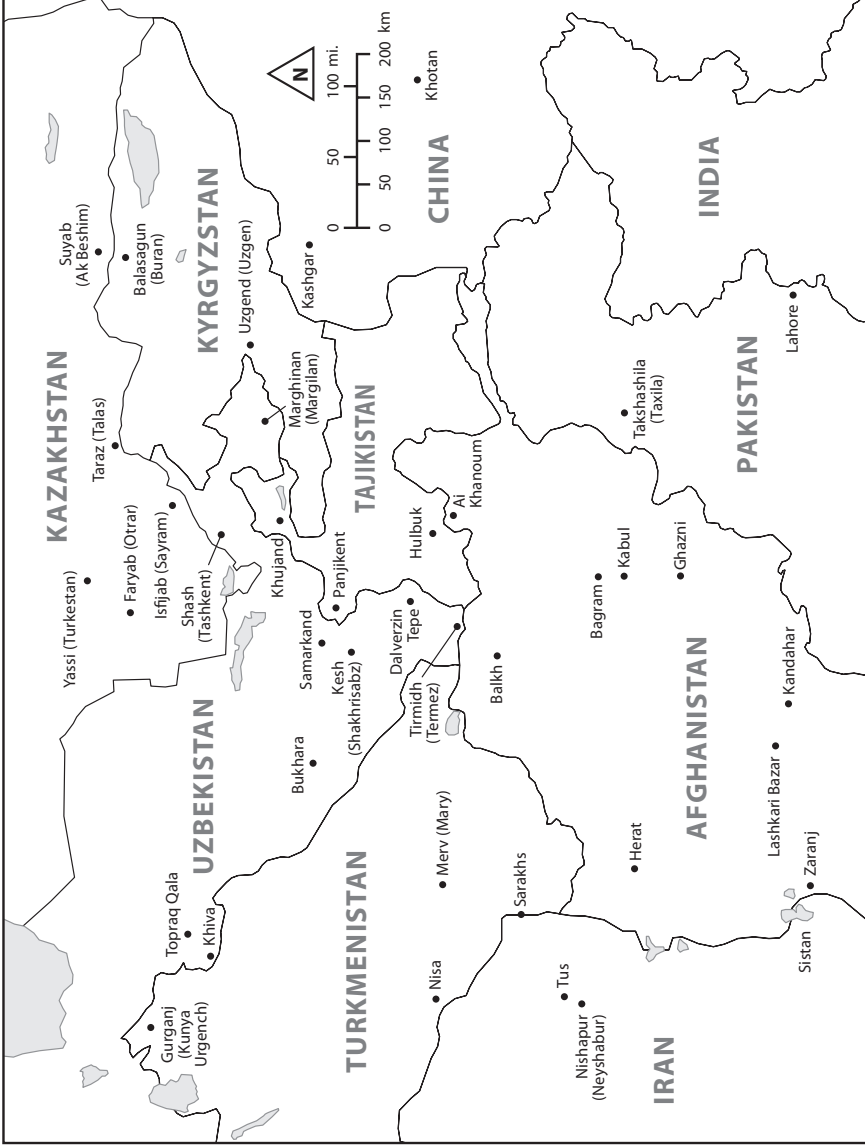 KAZAKHSTAN
Suyab
(Ak Beshim)
Balasagun
(Buran)
Taraz (Talas)
Yassi (Turkestan)
Faryab (Otrar)
Isfijab (Sayram)
Shash
(Tashkent)
KYRGYZSTAN
Uzgend (Uzgen)
Marghinan
(Margilan)
Kashgar
Khujand
UZBEKISTAN
Topraq Qala
Khiva
Gurganj
(Kunya
Urgench)
Bukhara
Samarkand
Kesh
(Shakhrisabz)
Panjikent
Dalverzin
Tepe
Tirmidh
(Termez)
TAJIKISTAN
Hulbuk
Ai
Khanoum
N
0 50 100 mi.
0 50 100 150 200 km
CHINA
Khotan
TURKMENISTAN
Merv (Mary)
Nisa
Sarakhs
Balkh
Tus
Nishapur
(Neyshabur)
IRAN
Herat
Bagram
Kabul
Ghazni
AFGHANISTAN
Lashkari Bazar
Kandahar
Zaranj
Sistan
Takshashila
(Taxila)
PAKISTAN
Lahore
INDIA